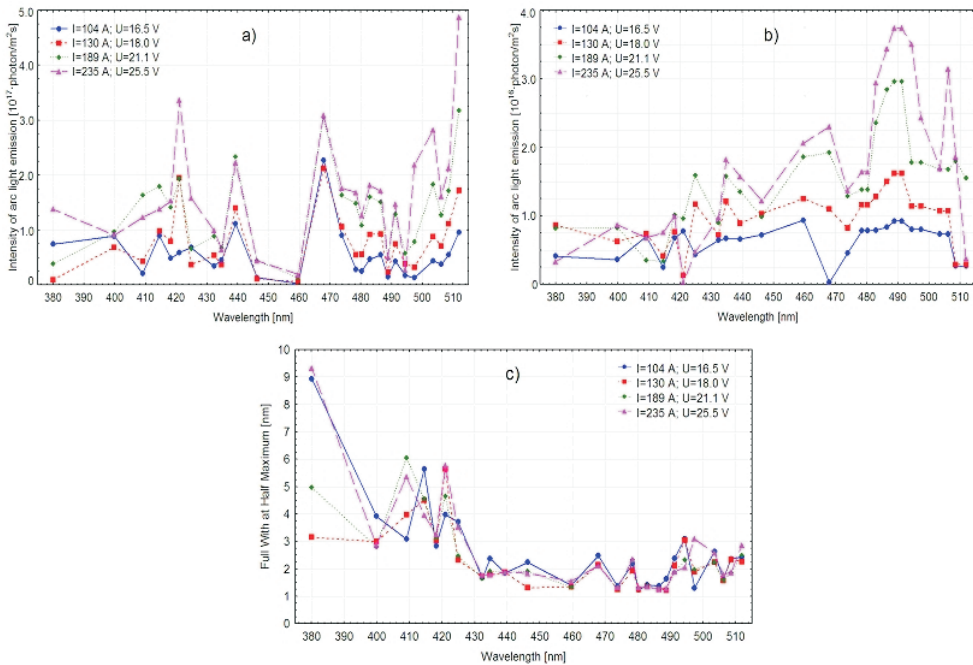 a)
I=104 A; U=16.5 V
I=130 A; U=18.0 V
I=189 A; U=21.1 V
I=235 A; U=25.5 V
Intensity of arc light emission [10¹⁷·photon/m²s]
5.0
4.0
3.0
2.0
1.0
0
380 390 400 410 420 430 440 450 460 470 480 490 500 510
Wavelength [nm]
b)
I=104 A; U=16.5 V
I=130 A; U=18.0 V
I=189 A; U=21.1 V
I=235 A; U=25.5 V
Intensity of arc light emission [10¹⁶·photon/m²s]
4.0
3.0
2.0
1.0
0
380 390 400 410 420 430 440 450 460 470 480 490 500 510
Wavelength [nm]
c)
I=104 A; U=16.5 V
I=130 A; U=18.0 V
I=189 A; U=21.1 V
I=235 A; U=25.5 V
Full With at Half Maximum [nm]
10
9
8
7
6
5
4
3
2
1
0
380 390 400 410 420 430 440 450 460 470 480 490 500 510
Wavelength [nm]